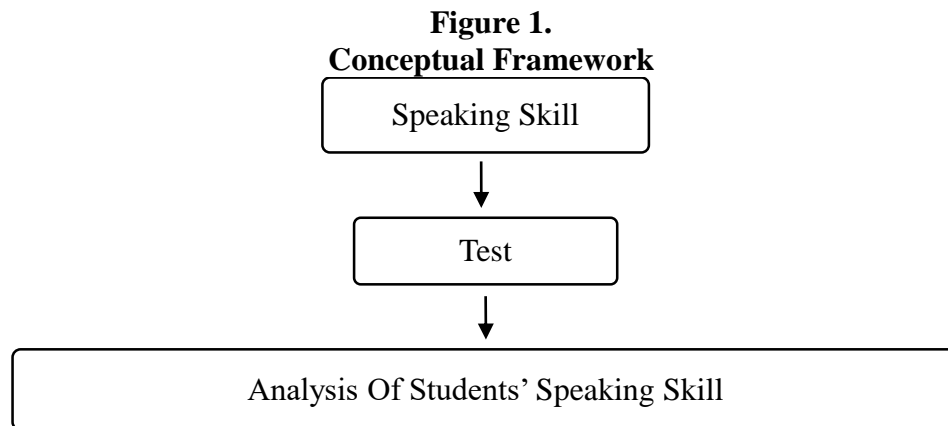 Figure 1.
Conceptual Framework
Speaking Skill
Test
Analysis Of Students’ Speaking Skill